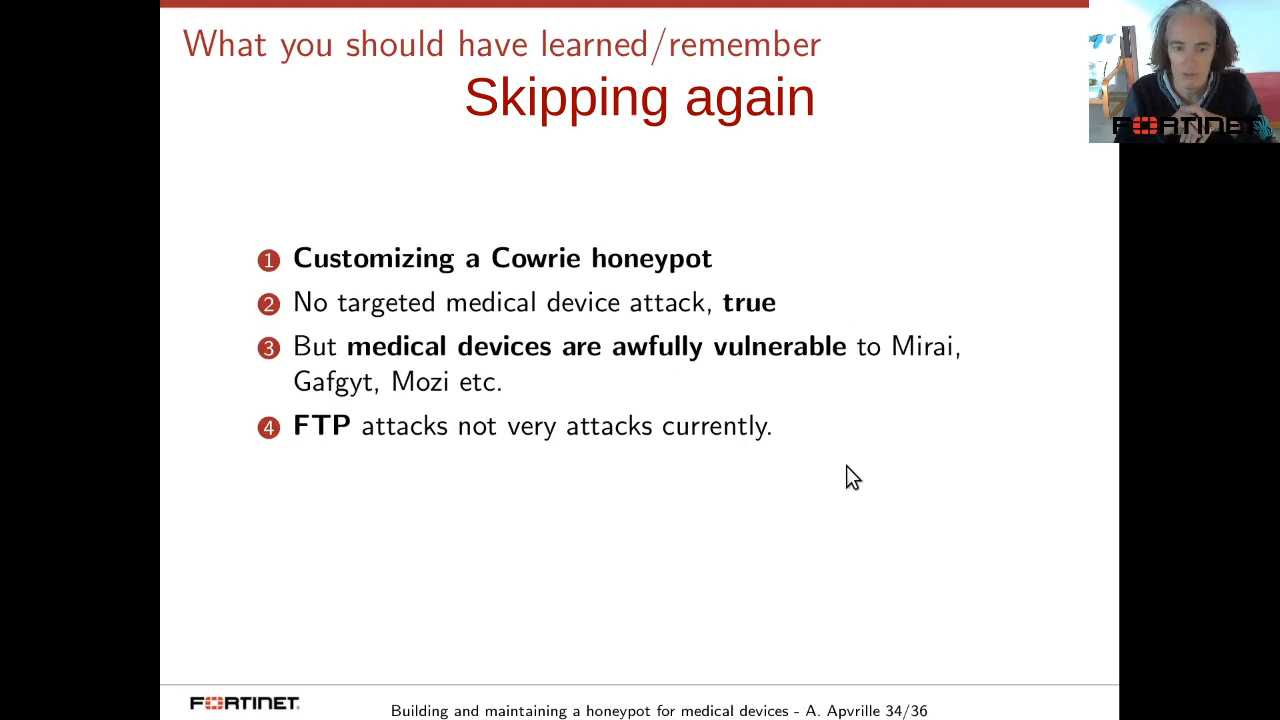 What you should have learned/remember
Skipping again
FORTINET
1 Customizing a Cowrie honeypot
2 No targeted medical device attack, true
3 But medical devices are awfully vulnerable to Mirai,
Gafgyt, Mozi etc.
4 FTP attacks not very attacks currently.
FORTINET
Building and maintaining a honeypot for medical devices - A. Apvrille 34/36